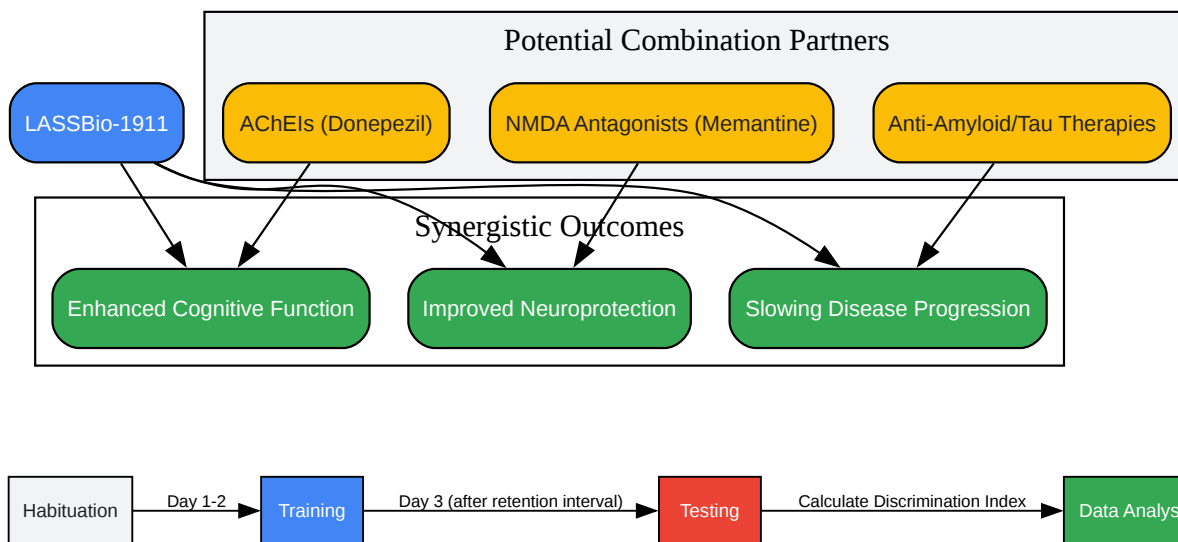 Potential Combination Partners
LASSBio-1911
AChEIs (Donepezil)
NMDA Antagonists (Memantine)
Anti-Amyloid/Tau Therapies
Synergistic Outcomes
Enhanced Cognitive Function
Improved Neuroprotection
Slowing Disease Progression
Habituation
Day 1-2
Training
Day 3 (after retention interval)
Testing
Calculate Discrimination Index
Data Analys